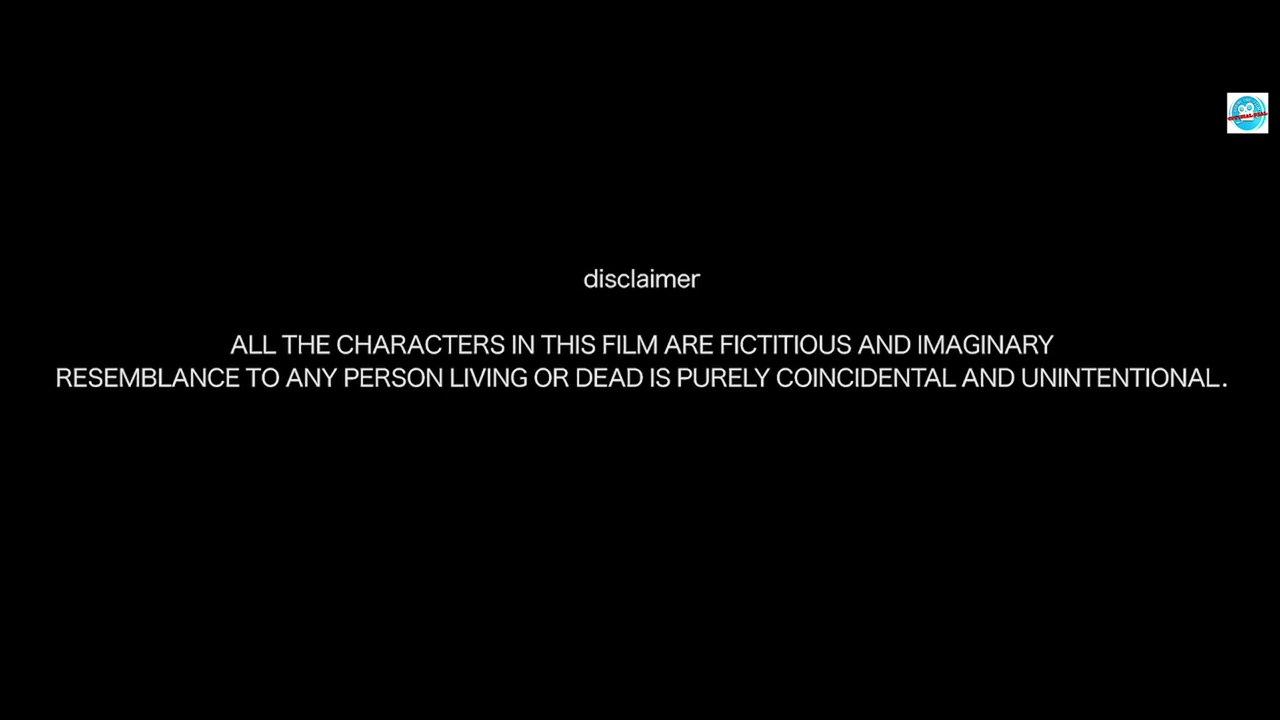 disclaimer
ALL THE CHARACTERS IN THIS FILM ARE FICTITIOUS AND IMAGINARY
RESEMBLANCE TO ANY PERSON LIVING OR DEAD IS PURELY COINCIDENTAL AND UNINTENTIONAL.